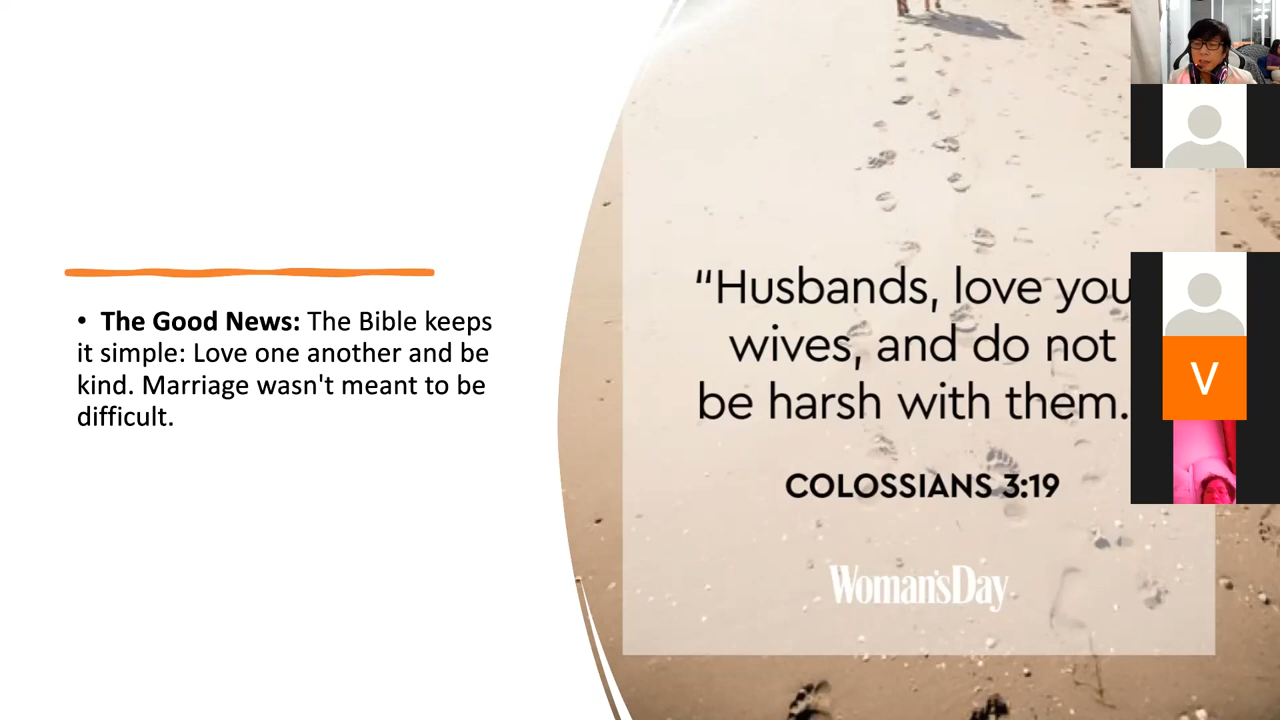 • The Good News: The Bible keeps
it simple: Love one another and be
kind. Marriage wasn't meant to be
difficult.
“Husbands, love you
wives, and do not
be harsh with them.
COLOSSIANS 3:19
Woman'sDay
V